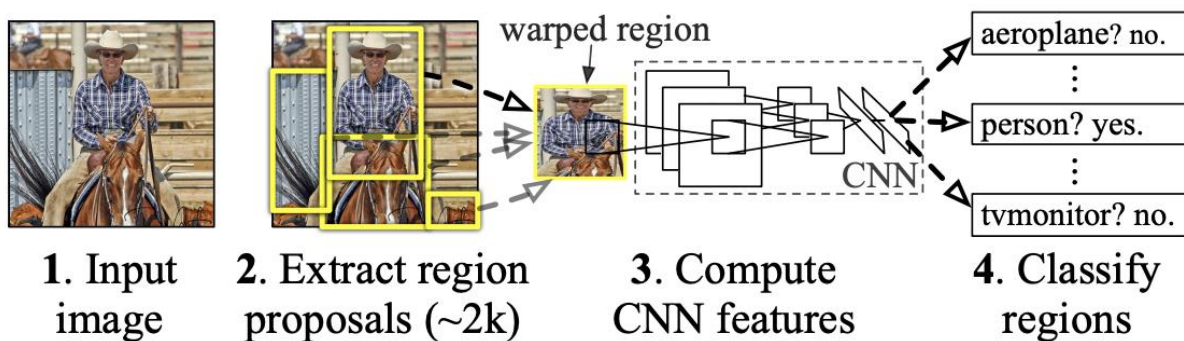 warped region
aeroplane? no.
⋮
person? yes.
CNN
⋮
tvmonitor? no.
1. Input
image
2. Extract region
proposals (~2k)
3. Compute
CNN features
4. Classify
regions